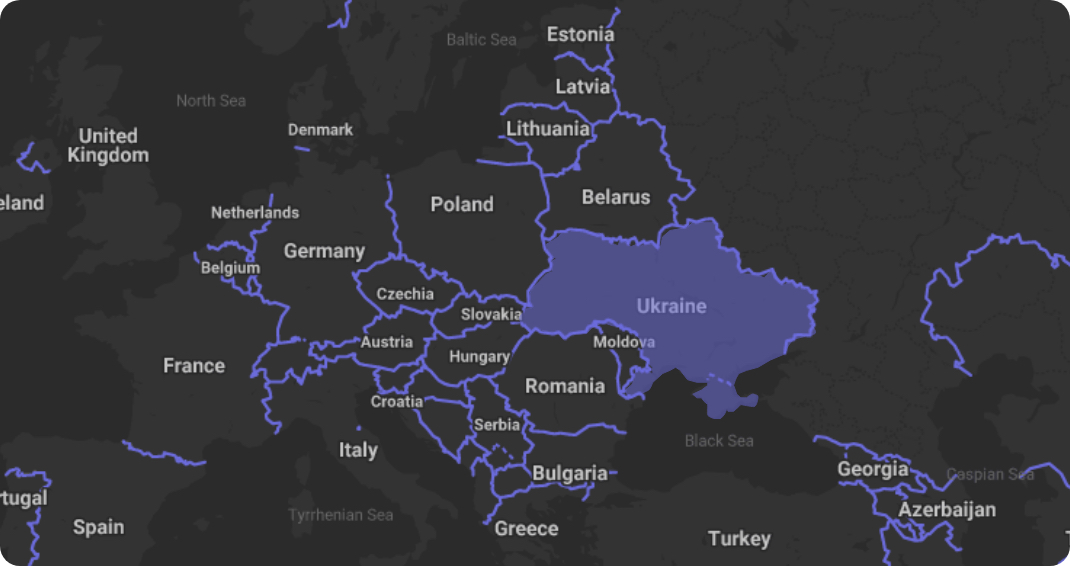 Estonia
Baltic Sea
Latvia
North Sea
Denmark
Lithuania
United
Kingdom
Belarus
eland
Poland
Netherlands
Germany
Belgium
Czechia
Ukraine
Slovakia
Austria
Moldova
Hungary
France
Romania
Croatia
Serbia
Black Sea
Italy
Georgia
Bulgaria
Caspian Sea
rtugal
Azerbaijan
Tyrrhenian Sea
Spain
Greece
Turkey
T